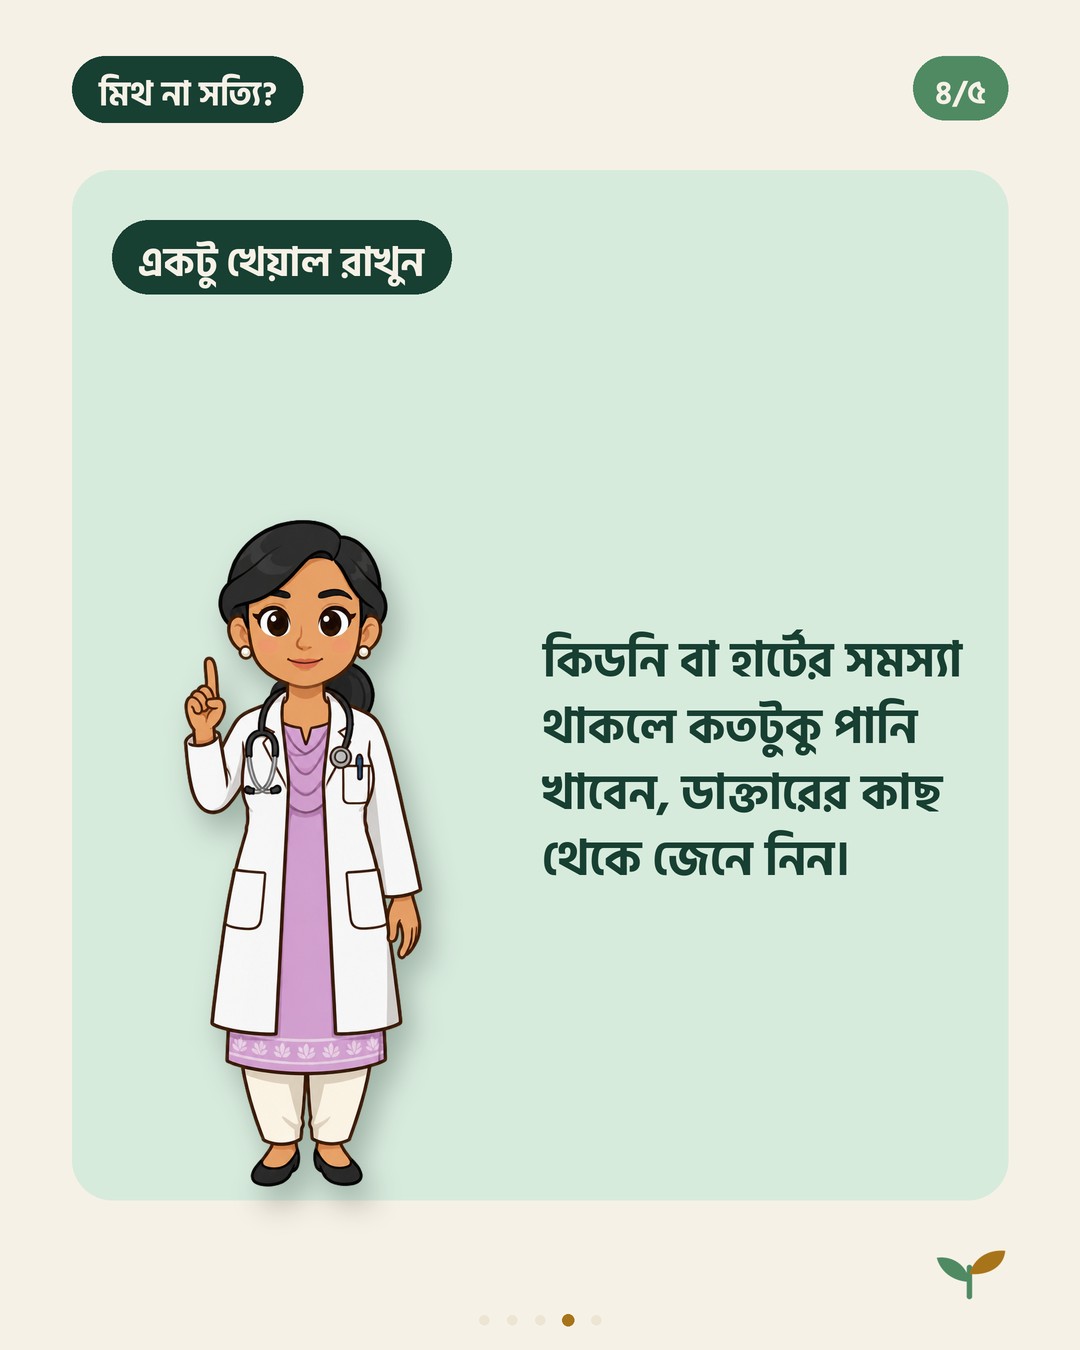 মিথ না সত্যি?
৪/৫
একটু খেয়াল রাখুন
কিডনি বা হার্টের সমস্যা
থাকলে কতটুকু পানি
খাবেন, ডাক্তারের কাছ
থেকে জেনে নিন।